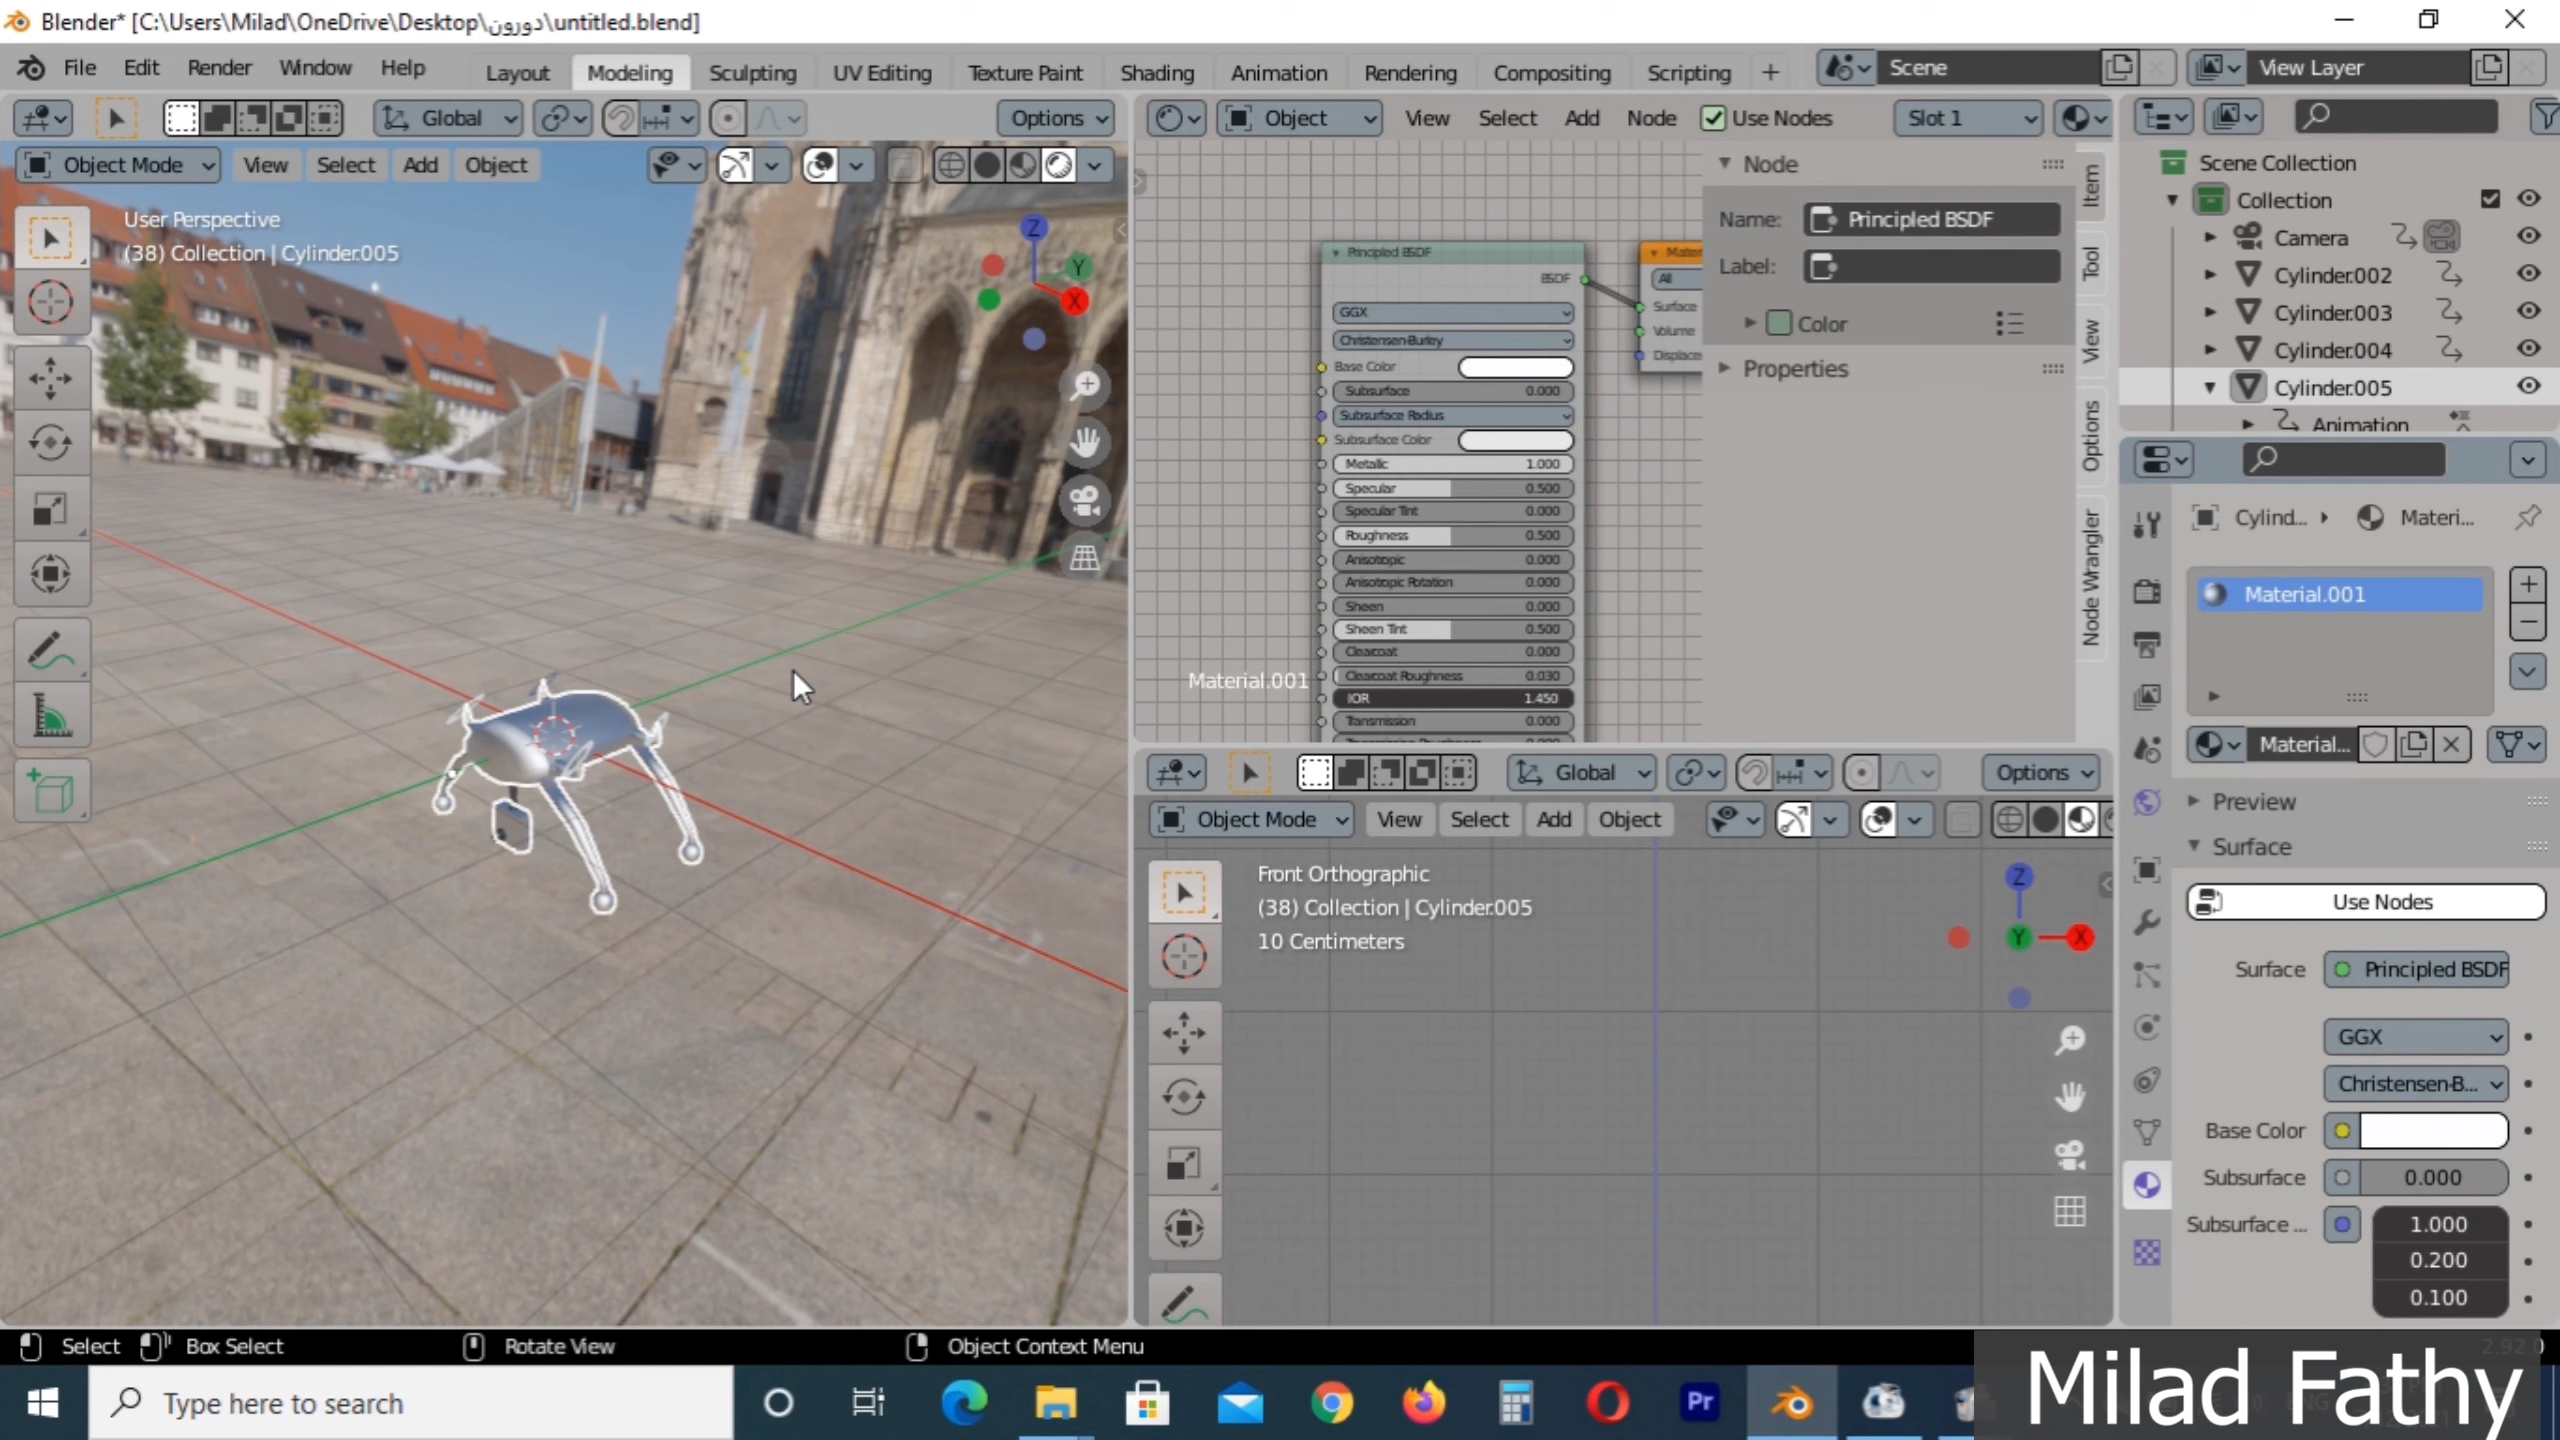 Blender* [C:\Users\Milad\OneDrive\Desktop\دورون\untitled.blend]
File Edit Render Window Help
Layout Modeling Sculpting UV Editing Texture Paint Shading Animation Rendering Compositing Scripting +
Scene
View Layer
Global
Options
Object Mode View Select Add Object
User Perspective
(38) Collection | Cylinder.005
Z
Y
X
Object View Select Add Node Use Nodes Slot 1
Principled BSDF
BSDF
GGX
Christensen-Burley
Base Color
Subsurface 0.000
Subsurface Radius
Subsurface Color
Metallic 1.000
Specular 0.500
Specular Tint 0.000
Roughness 0.500
Anisotropic 0.000
Anisotropic Rotation 0.000
Sheen 0.000
Sheen Tint 0.500
Clearcoat 0.000
Clearcoat Roughness 0.030
IOR 1.450
Transmission 0.000
Material.001
All
Surface
Volume
Node
Name: Principled BSDF
Label:
Color
Properties
Item
Tool
View
Options
Node Wrangler
Global
Options
Object Mode View Select Add Object
Front Orthographic
(38) Collection | Cylinder.005
10 Centimeters
Z
Y
X
Scene Collection
Collection
Camera
Cylinder.002
Cylinder.003
Cylinder.004
Cylinder.005
Animation
Cylind... Materi...
Material.001
Material...
Preview
Surface
Use Nodes
Surface Principled BSDF
GGX
Christensen-B...
Base Color
Subsurface 0.000
Subsurface ... 1.000
0.200
0.100
Select Box Select Rotate View Object Context Menu
Type here to search
Pr
Milad Fathy